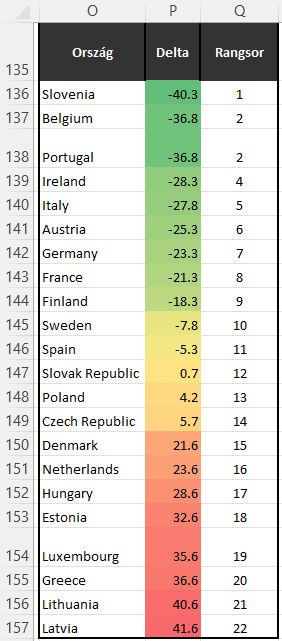 O P Q
135 Ország Delta Rangsor
136 Slovenia -40.3 1
137 Belgium -36.8 2
138 Portugal -36.8 2
139 Ireland -28.3 4
140 Italy -27.8 5
141 Austria -25.3 6
142 Germany -23.3 7
143 France -21.3 8
144 Finland -18.3 9
145 Sweden -7.8 10
146 Spain -5.3 11
147 Slovak Republic 0.7 12
148 Poland 4.2 13
149 Czech Republic 5.7 14
150 Denmark 21.6 15
151 Netherlands 23.6 16
152 Hungary 28.6 17
153 Estonia 32.6 18
154 Luxembourg 35.6 19
155 Greece 36.6 20
156 Lithuania 40.6 21
157 Latvia 41.6 22